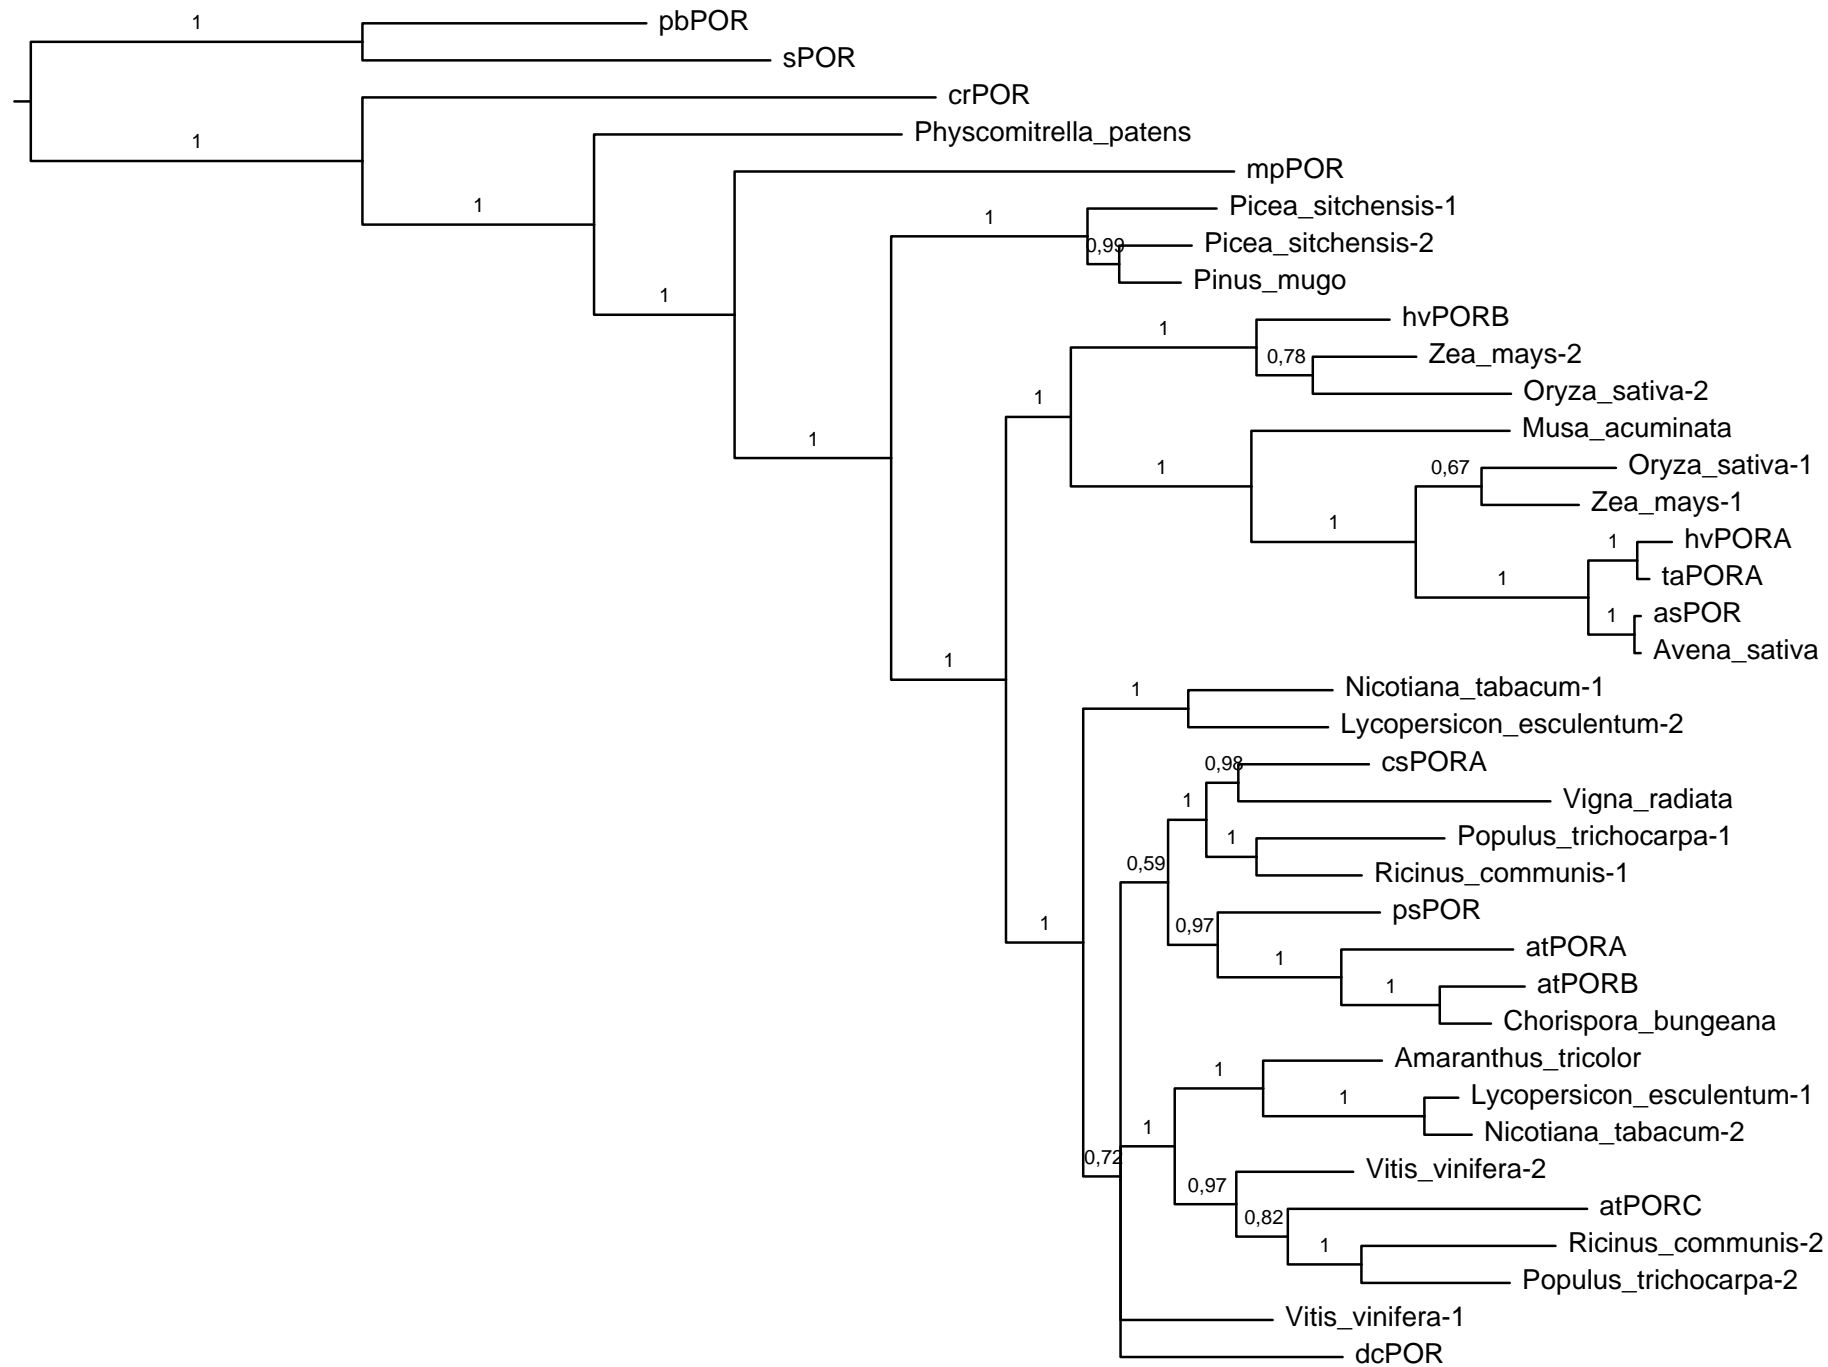 1
pbPOR
sPOR
crPOR
1
Physcomitrella_patens
mpPOR
1
Picea_sitchensis-1
1
0,99
Picea_sitchensis-2
Pinus_mugo
1
hvPORB
1
0,78
Zea_mays-2
Oryza_sativa-2
1
Musa_acuminata
1
1
0,67
Oryza_sativa-1
Zea_mays-1
1
1
hvPORA
1
taPORA
1
asPOR
Avena_sativa
1
1
Nicotiana_tabacum-1
Lycopersicon_esculentum-2
0,98
csPORA
1
Vigna_radiata
1
Populus_trichocarpa-1
0,59
Ricinus_communis-1
1
0,97
psPOR
1
atPORA
1
atPORB
Chorispora_bungeana
1
Amaranthus_tricolor
1
Lycopersicon_esculentum-1
1
Nicotiana_tabacum-2
0,72
Vitis_vinifera-2
0,97
0,82
atPORC
1
Ricinus_communis-2
Populus_trichocarpa-2
Vitis_vinifera-1
dcPOR